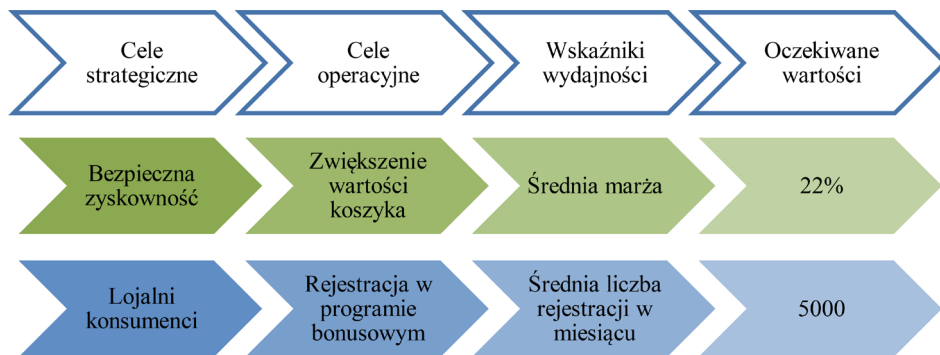 Cele
strategiczne
Cele
operacyjne
Wskaźniki
wydajności
Oczekiwane
wartości
Bezpieczna
zyskowność
Zwiększenie
wartości
koszyka
Średnia marża
22%
Lojalni
konsumenci
Rejestracja w
programie
bonusowym
Średnia liczba
rejestracji w
miesiącu
5000